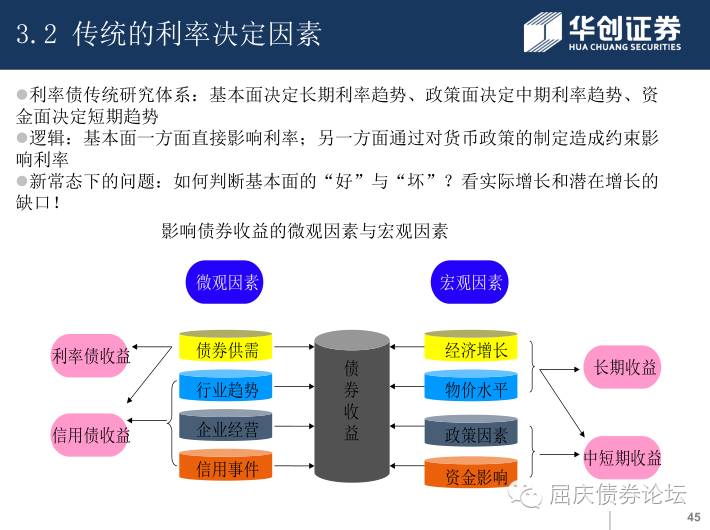 3.2 传统的利率决定因素
华创证券
HUA CHUANG SECURITIES
●利率债传统研究体系：基本面决定长期利率趋势、政策面决定中期利率趋势、资
金面决定短期趋势
●逻辑：基本面一方面直接影响利率；另一方面通过对货币政策的制定造成约束影
响利率
●新常态下的问题：如何判断基本面的“好”与“坏”？看实际增长和潜在增长的
缺口！
影响债券收益的微观因素与宏观因素
微观因素
宏观因素
利率债收益
信用债收益
债券供需
行业趋势
企业经营
信用事件
债
券
收
益
经济增长
物价水平
政策因素
资金影响
长期收益
中短期收益
屈庆债券论坛
45